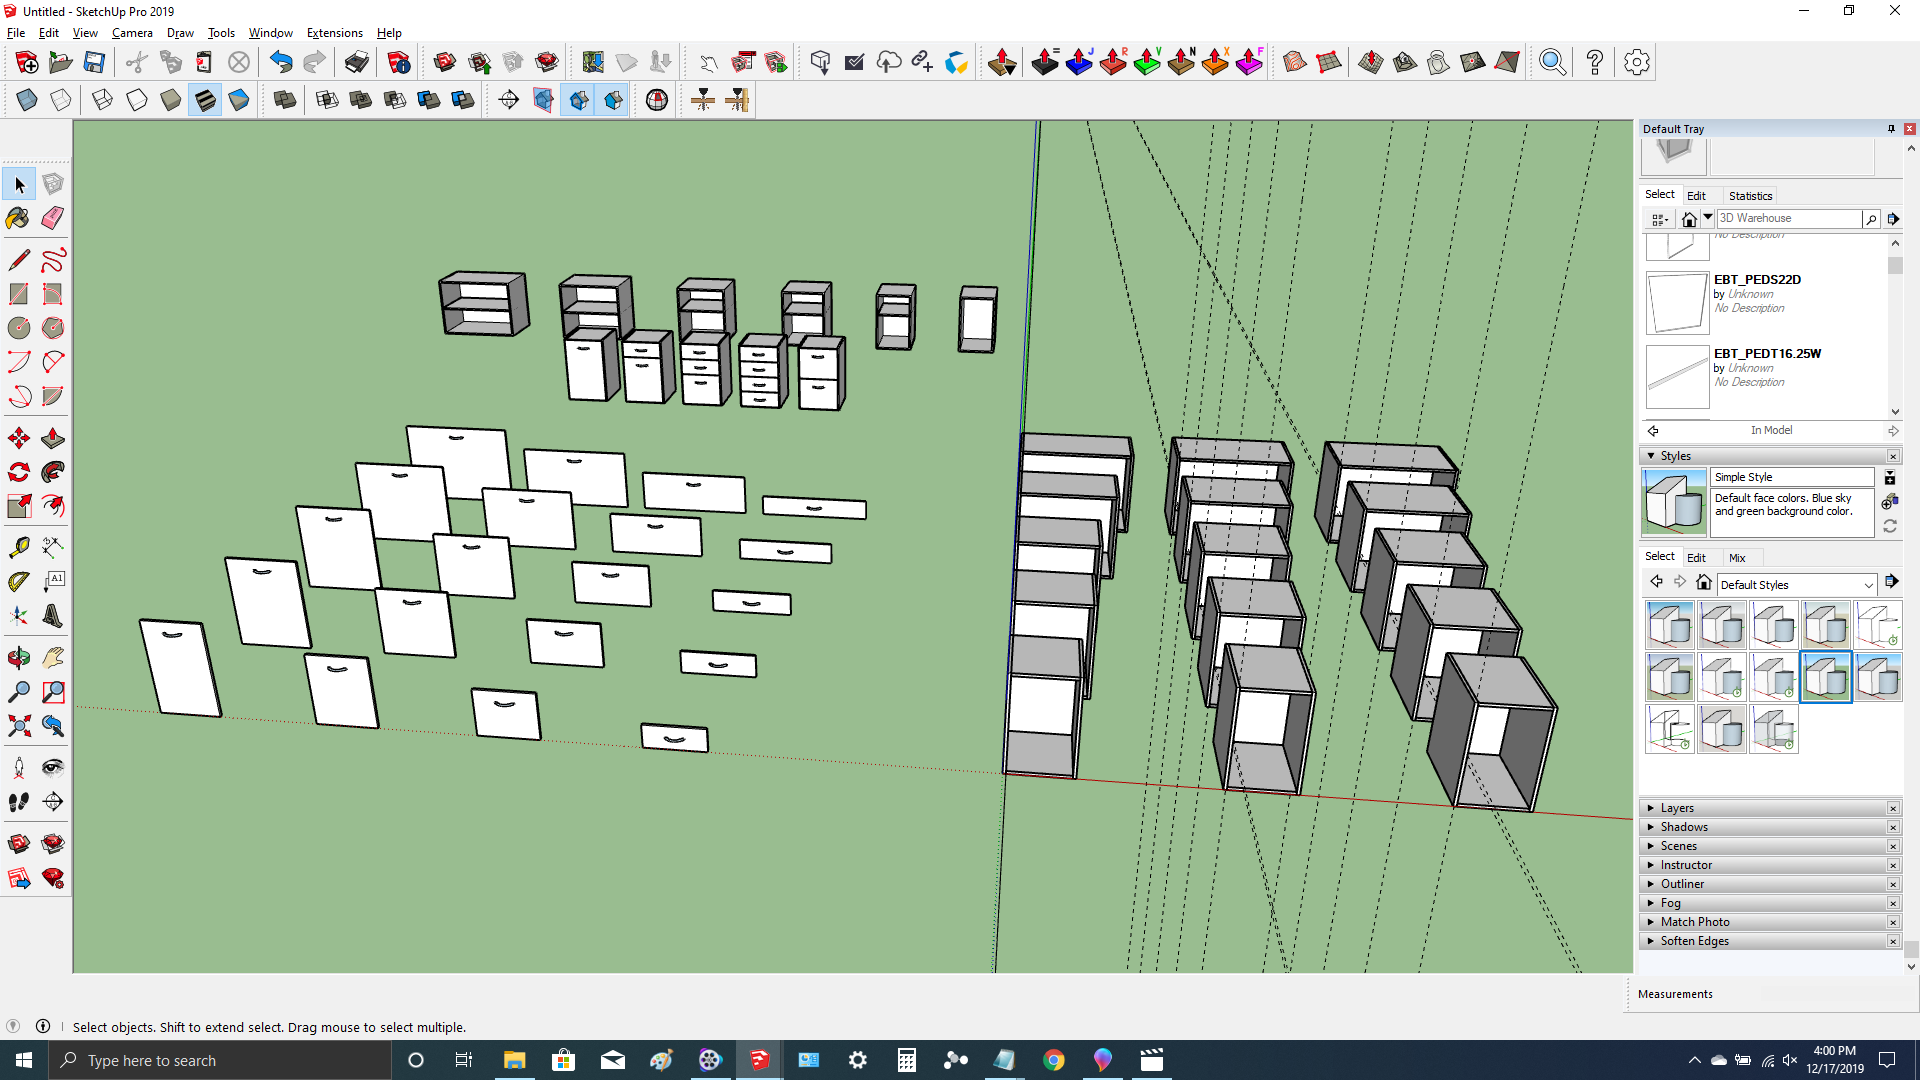 Untitled - SketchUp Pro 2019
File Edit View Camera Draw Tools Window Extensions Help
= J R V N X F
A1
Default Tray
Select Edit Statistics
3D Warehouse
No Description
EBT_PEDS22D
by Unknown
No Description
EBT_PEDT16.25W
by Unknown
No Description
In Model
Styles
Simple Style
Default face colors. Blue sky
and green background color.
Select Edit Mix
Default Styles
Layers
Shadows
Scenes
Instructor
Outliner
Fog
Match Photo
Soften Edges
Measurements
Select objects. Shift to extend select. Drag mouse to select multiple.
Type here to search
4:00 PM
12/17/2019